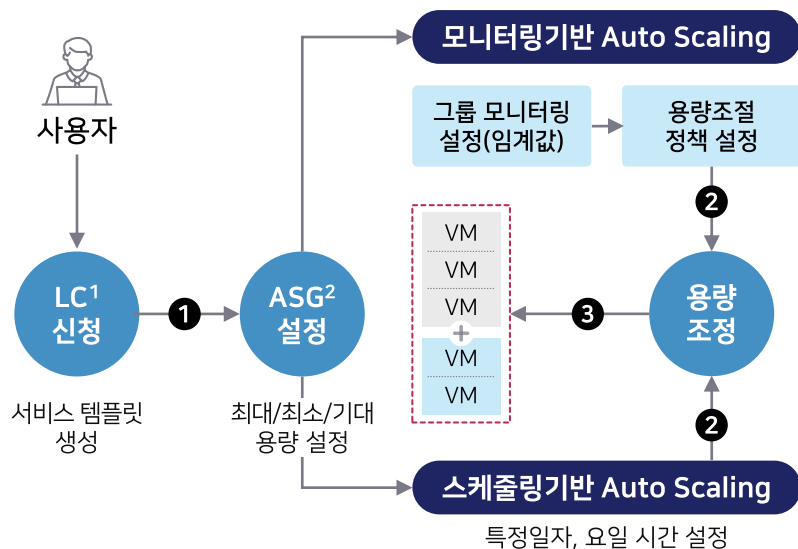 모니터링기반 Auto Scaling
사용자
그룹 모니터링
설정(임계값)
용량조절
정책 설정
2
VM
VM
VM
+
VM
VM
LC¹
신청
1
ASG²
설정
3
용량
조정
서비스 템플릿
생성
최대/최소/기대
용량 설정
2
스케줄링기반 Auto Scaling
특정일자, 요일 시간 설정